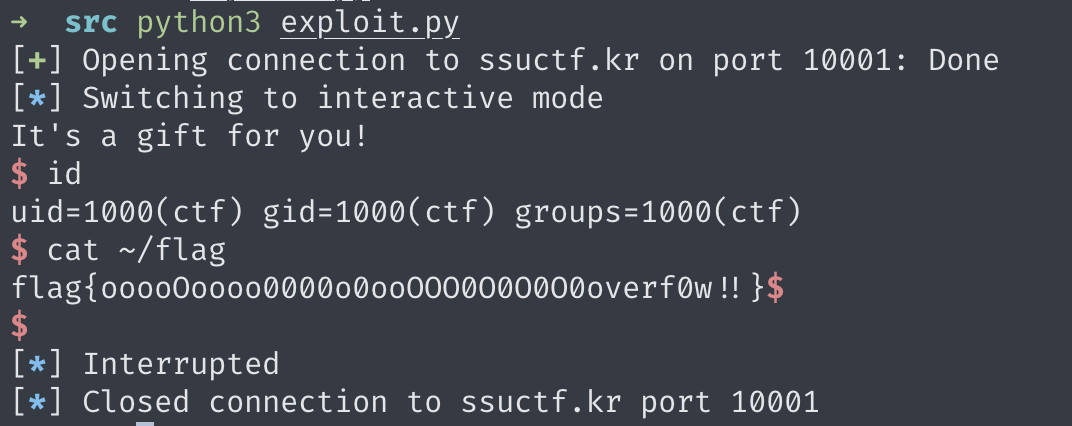 → src python3 exploit.py
[+] Opening connection to ssuctf.kr on port 10001: Done
[*] Switching to interactive mode
It's a gift for you!
$ id
uid=1000(ctf) gid=1000(ctf) groups=1000(ctf)
$ cat ~/flag
flag{ooooOoooo0000o0ooOOO0O0O0O0overf0w!!}$
$
[*] Interrupted
[*] Closed connection to ssuctf.kr port 10001